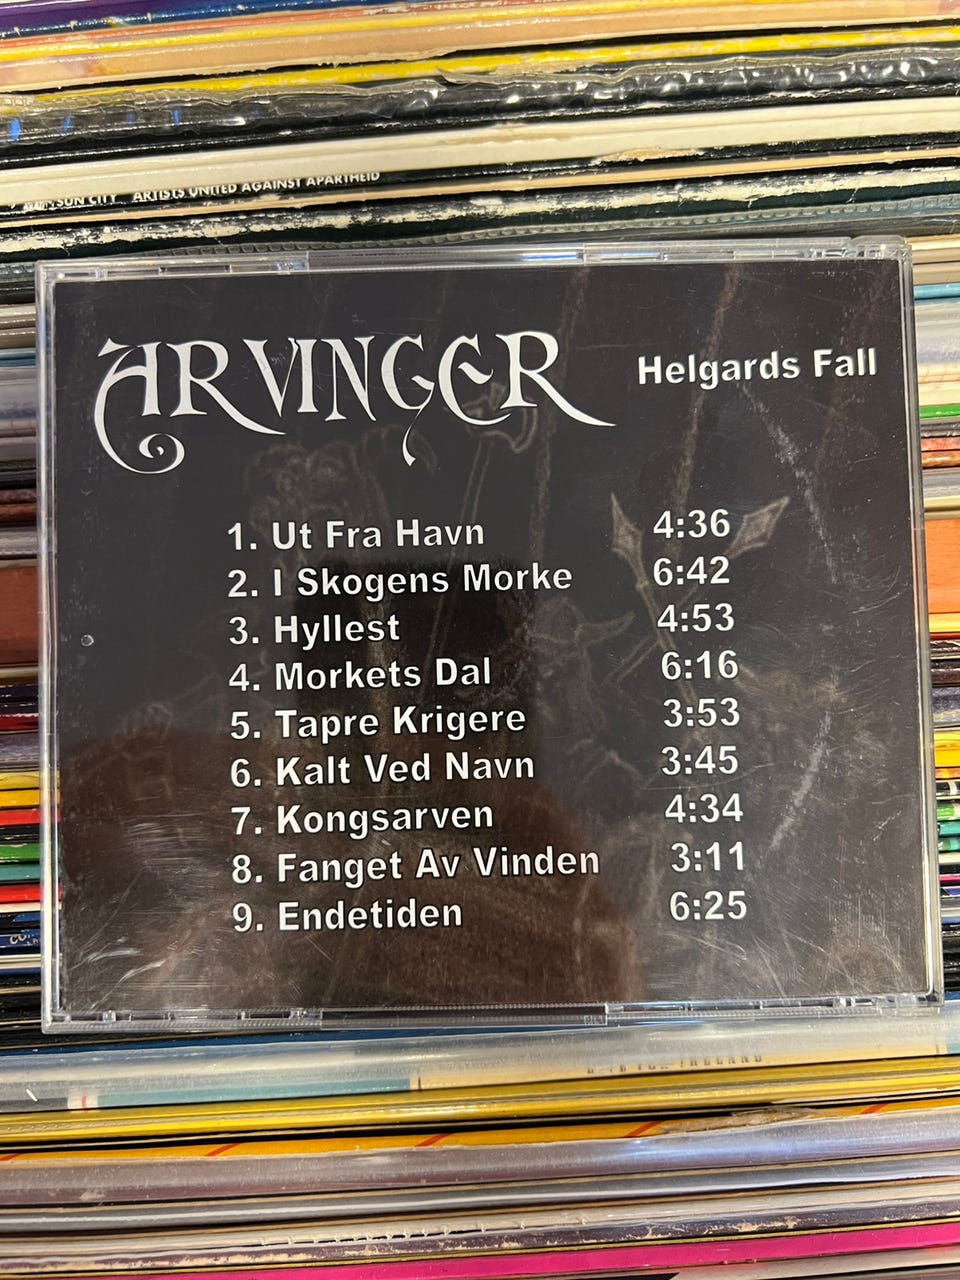 SUN CITY ARTISTS UNITED AGAINST APARTHEID
ARVINGER
Helgards Fall
1. Ut Fra Havn 4:36
2. I Skogens Morke 6:42
3. Hyllest 4:53
4. Morkets Dal 6:16
5. Tapre Krigere 3:53
6. Kalt Ved Navn 3:45
7. Kongsarven 4:34
8. Fanget Av Vinden 3:11
9. Endetiden 6:25